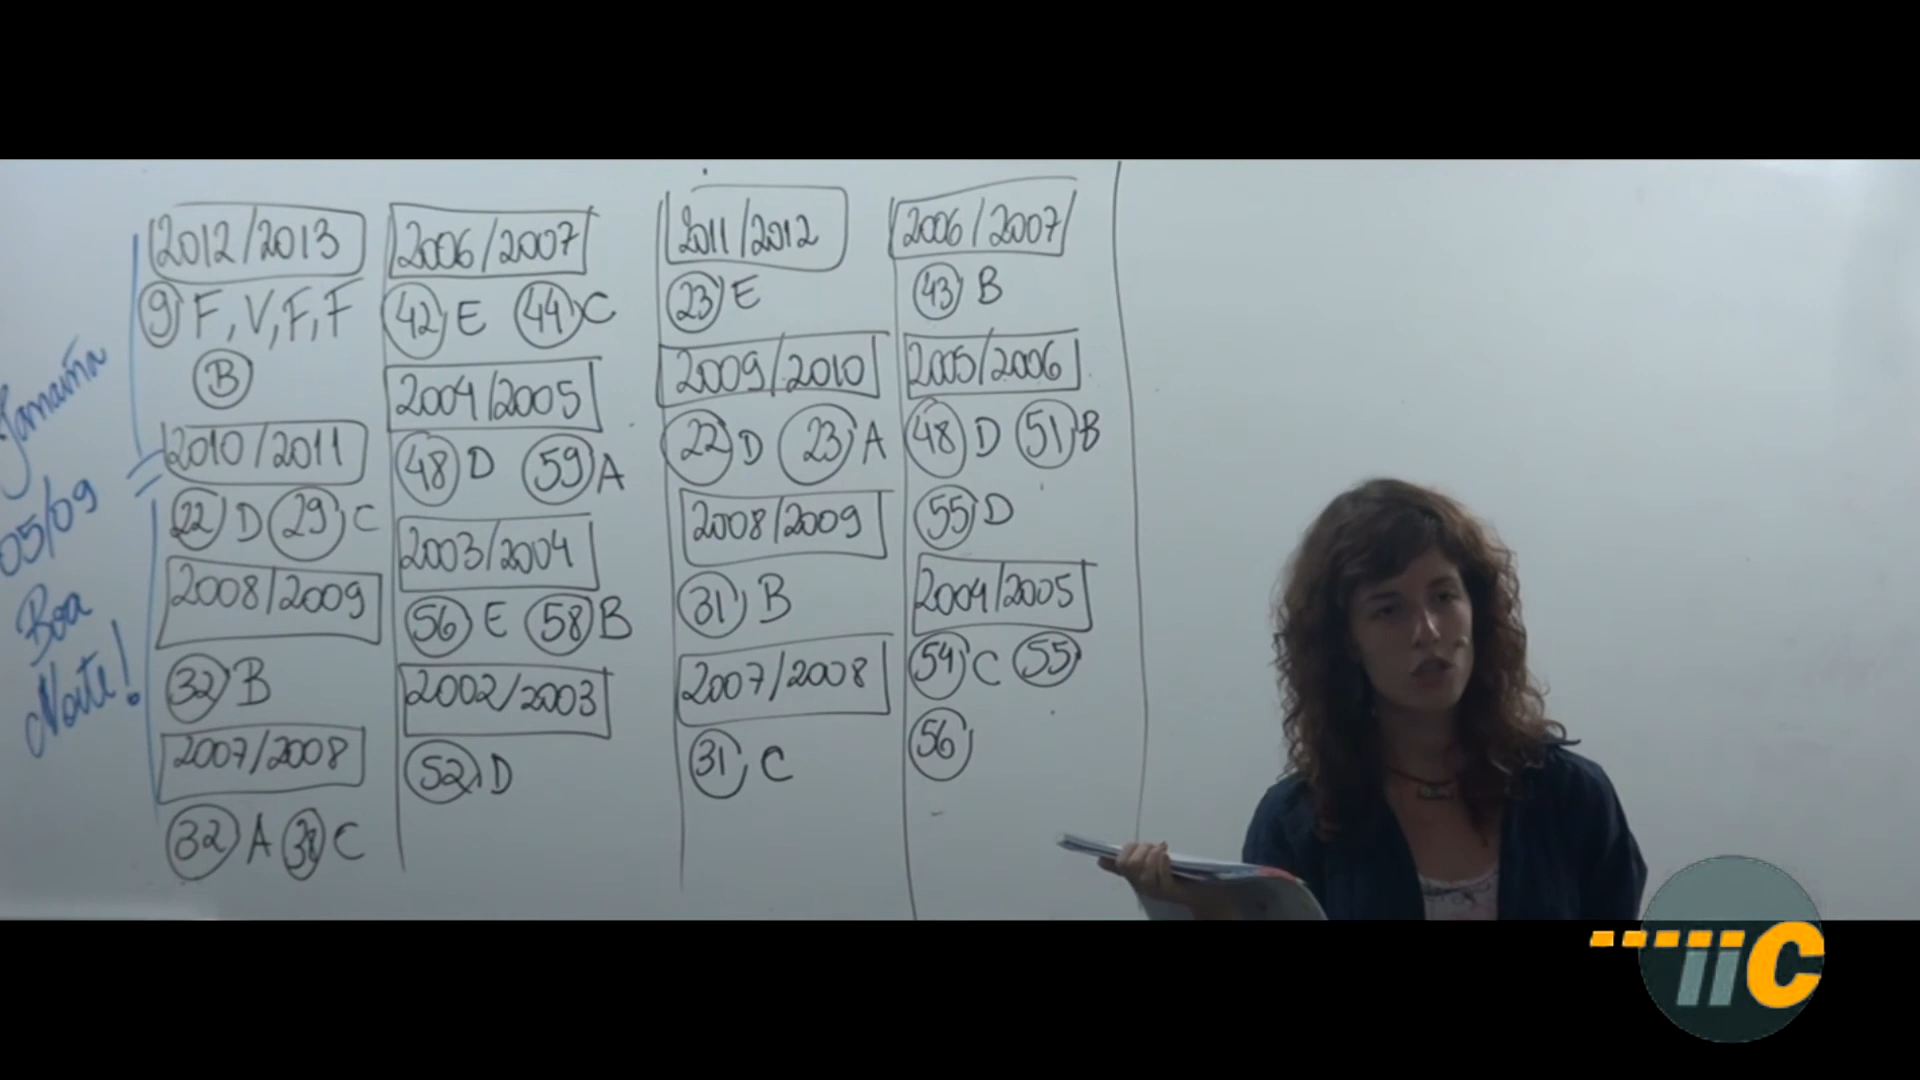 Janaína
05/09
Boa
Noite!
2012/2013
9 F, V, F, F
B
2010/2011
22 D 29 C
2008/2009
32 B
2007/2008
32 A 38 C
2006/2007
42 E 44 C
2004/2005
48 D 59 A
2003/2004
56 E 58 B
2002/2003
52 D
2011/2012
23 E
2009/2010
22 D 23 A
2008/2009
31 B
2007/2008
31 C
2006/2007
43 B
2005/2006
48 D 51 B
55 D
2004/2005
54 C 55
56
iiC